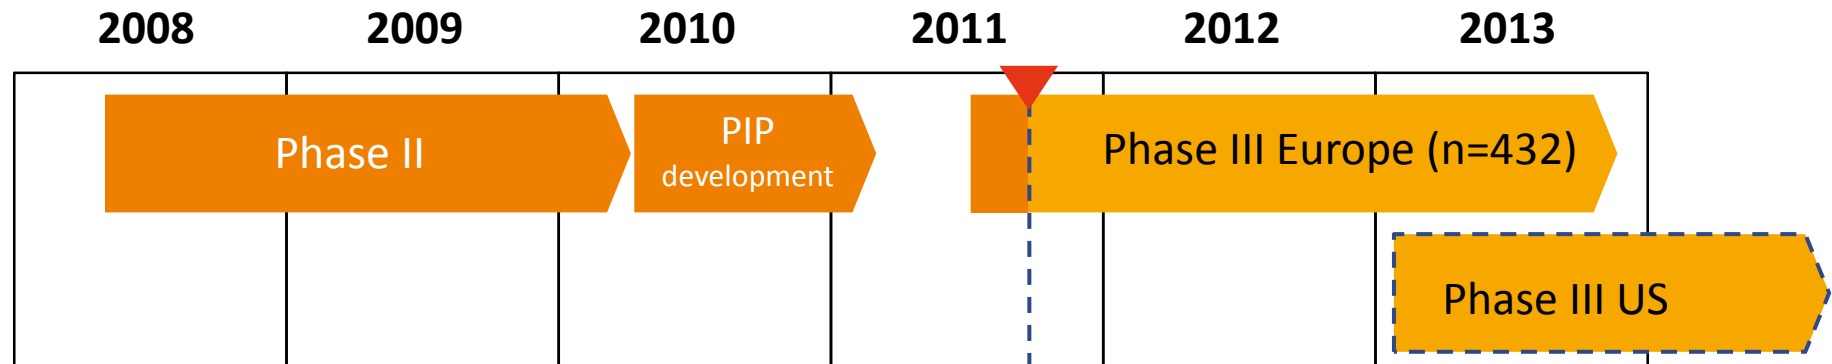 2008 2009 2010 2011 2012 2013
Phase II
PIP
development
Phase III Europe (n=432)
Phase III US